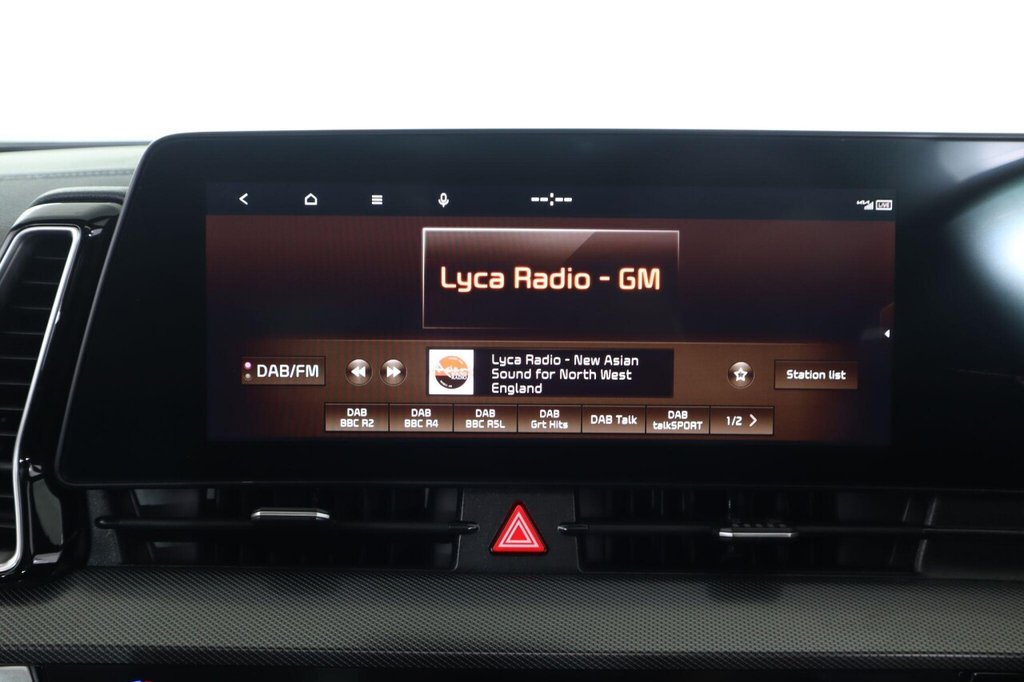 --:--
LIVE
Lyca Radio - GM
DAB/FM
Lyca Radio - New Asian
Sound for North West
England
Station list
DAB
BBC R2
DAB
BBC R4
DAB
BBC R5L
DAB
Grt Hits
DAB Talk
DAB
talkSPORT
1/2